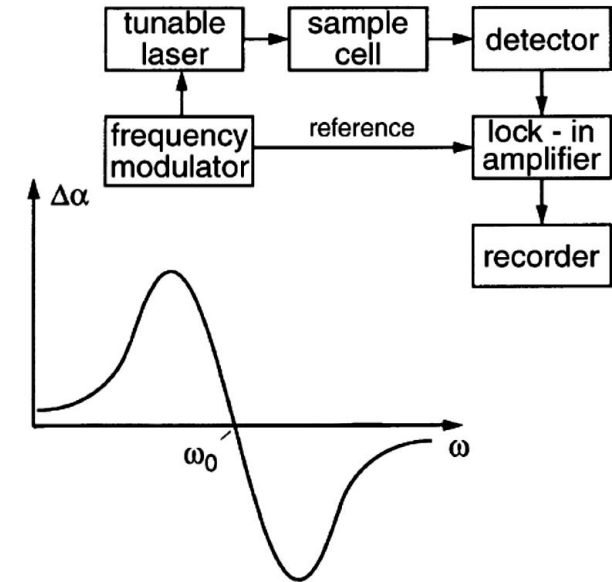 tunable
laser
sample
cell
detector
frequency
modulator
reference
lock - in
amplifier
recorder
Δα
ω₀
ω